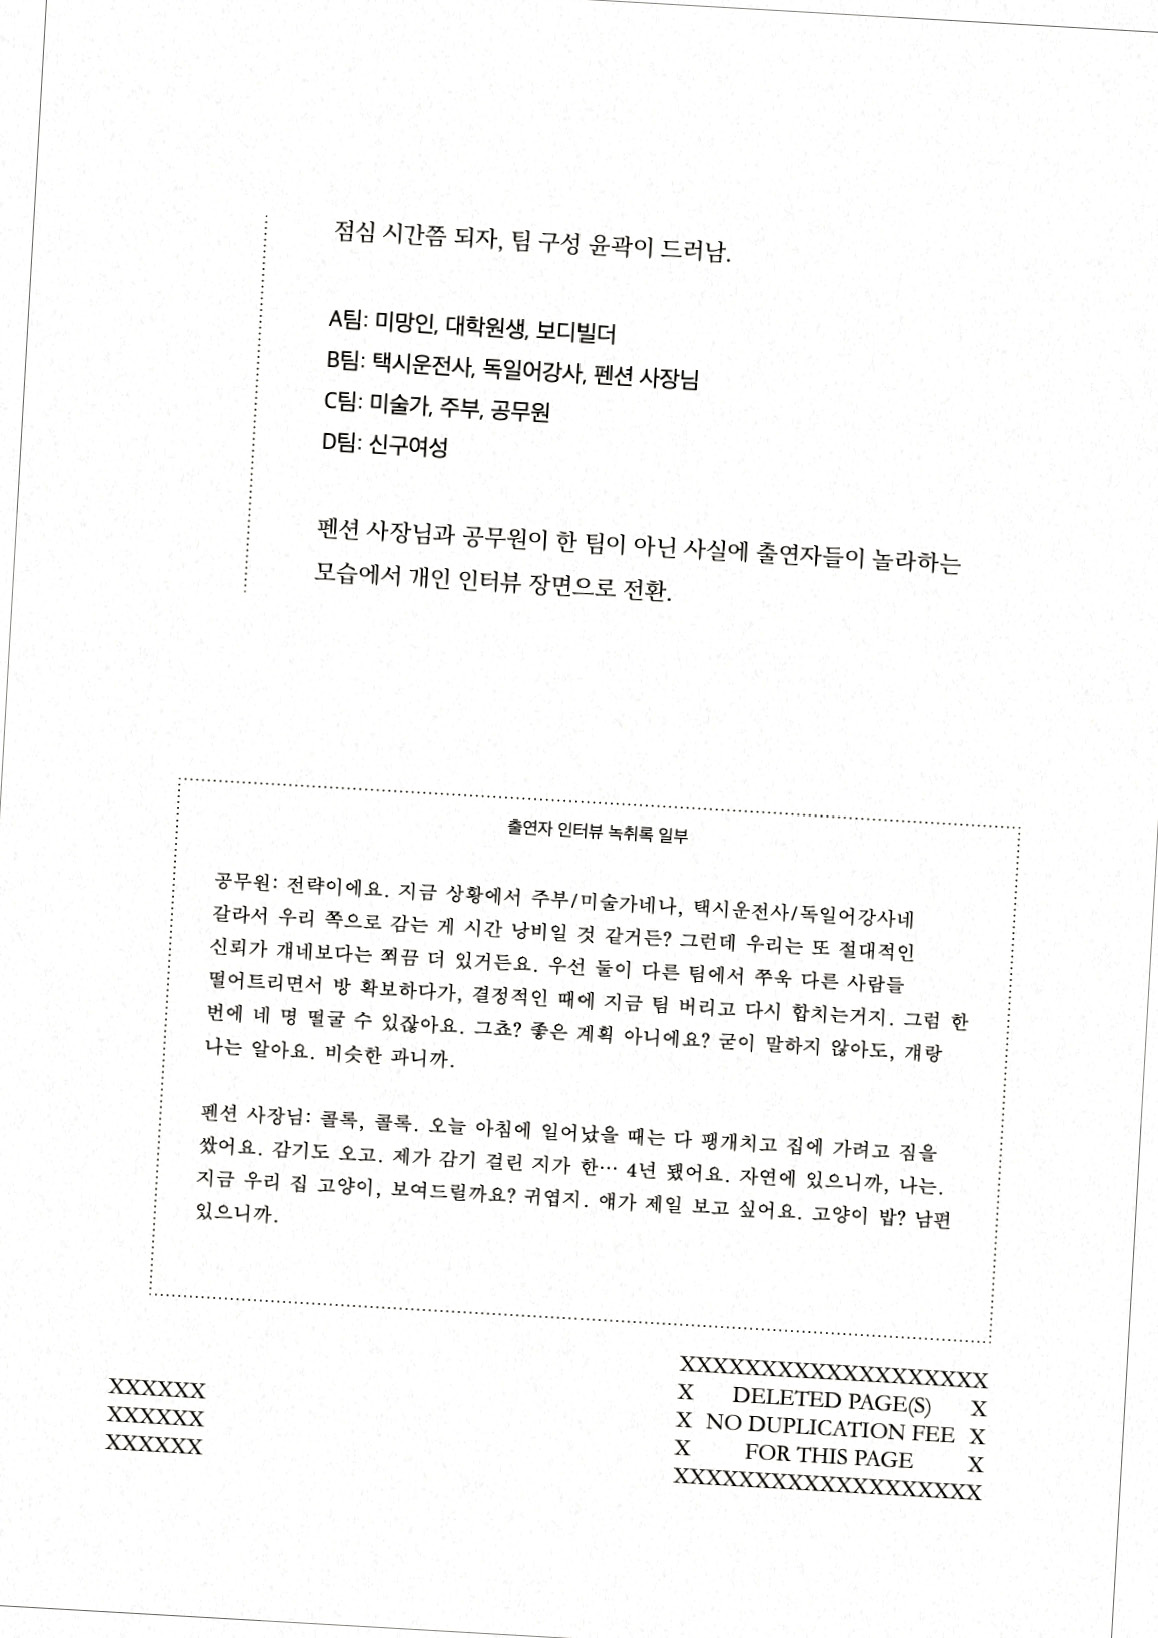 점심 시간쯤 되자, 팀 구성 윤곽이 드러남.
A팀: 미망인, 대학원생, 보디빌더
B팀: 택시운전사, 독일어강사, 펜션 사장님
C팀: 미술가, 주부, 공무원
D팀: 신구여성
펜션 사장님과 공무원이 한 팀이 아닌 사실에 출연자들이 놀라하는
모습에서 개인 인터뷰 장면으로 전환.
출연자 인터뷰 녹취록 일부
공무원: 전략이에요. 지금 상황에서 주부/미술가네나, 택시운전사/독일어강사네
갈라서 우리 쪽으로 감는 게 시간 낭비일 것 같거든? 그런데 우리는 또 절대적인
신뢰가 걔네보다는 쬐끔 더 있거든요. 우선 둘이 다른 팀에서 쭈욱 다른 사람들
떨어트리면서 방 확보하다가, 결정적인 때에 지금 팀 버리고 다시 합치는거지. 그럼 한
번에 네 명 떨굴 수 있잖아요. 그쵸? 좋은 계획 아니에요? 굳이 말하지 않아도, 걔랑
나는 알아요. 비슷한 과니까.
펜션 사장님: 콜록, 콜록. 오늘 아침에 일어났을 때는 다 팽개치고 집에 가려고 짐을
쌌어요. 감기도 오고. 제가 감기 걸린 지가 한… 4년 됐어요. 자연에 있으니까, 나는.
지금 우리 집 고양이, 보여드릴까요? 귀엽지. 얘가 제일 보고 싶어요. 고양이 밥? 남편
있으니까.
XXXXXX
XXXXXX
XXXXXX
XXXXXXXXXXXXXXXXXXX
X DELETED PAGE(S) X
X NO DUPLICATION FEE X
X FOR THIS PAGE X
XXXXXXXXXXXXXXXXXXX